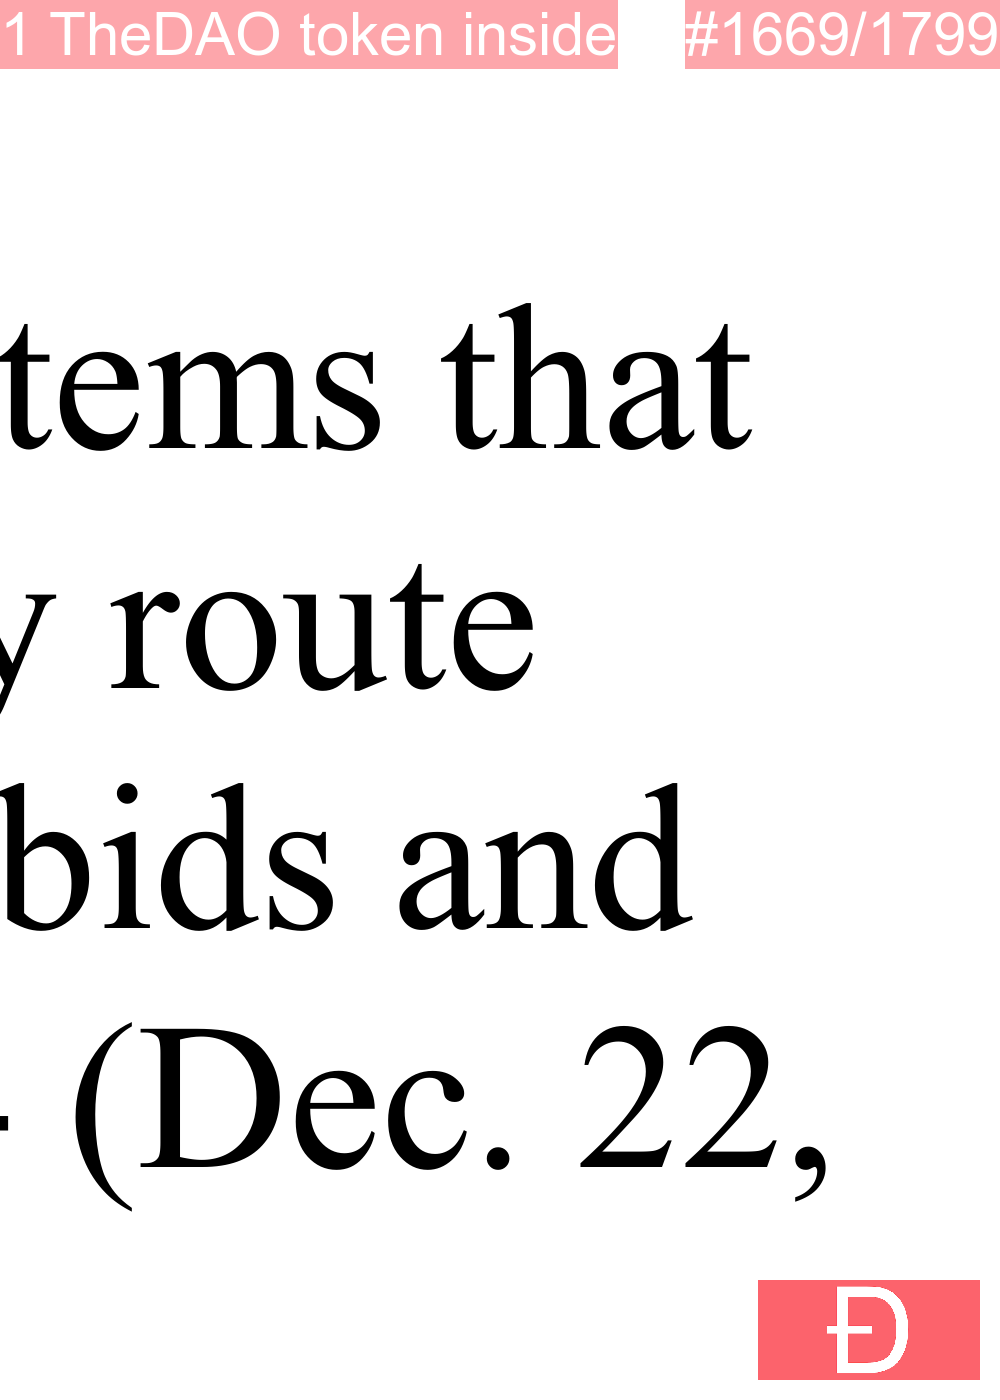 1 TheDAO token inside #1669/1799
tems that
y route
bids and
- (Dec. 22,
Đ